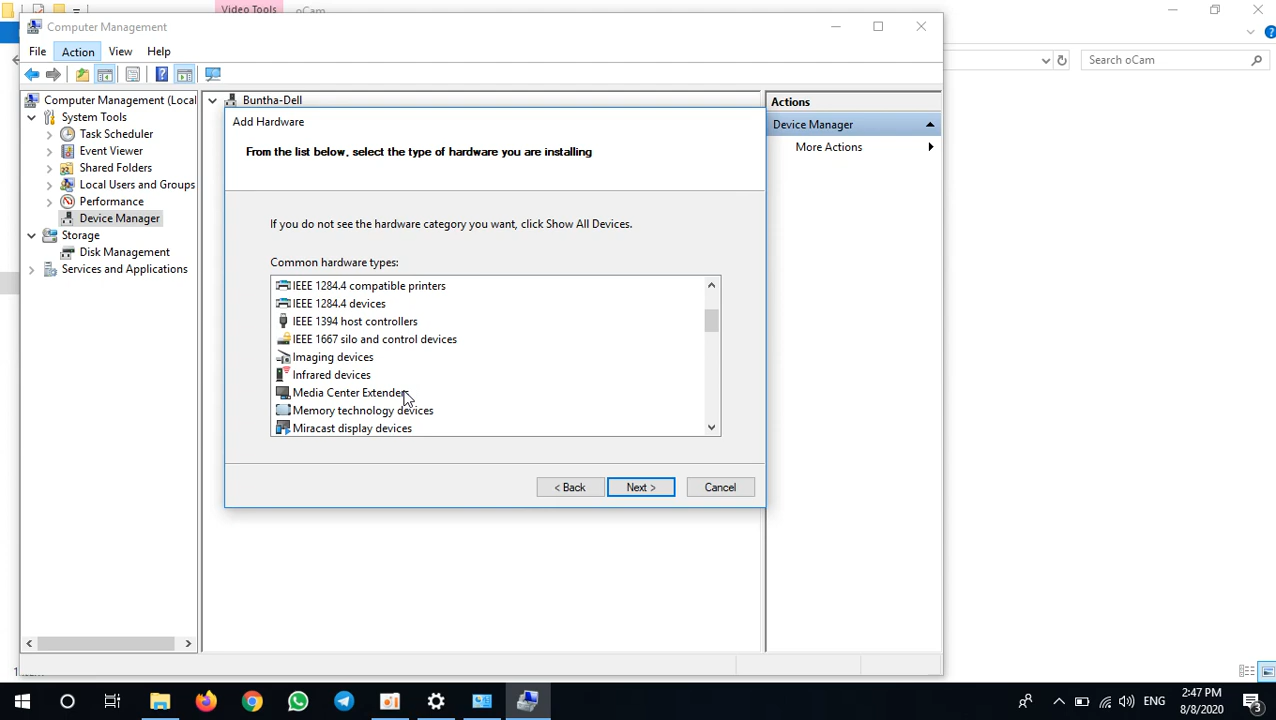 Video Tools
oCam
Computer Management
File Action View Help
Search oCam
Computer Management (Local
System Tools
Task Scheduler
Event Viewer
Shared Folders
Local Users and Groups
Performance
Device Manager
Storage
Disk Management
Services and Applications
Buntha-Dell
Add Hardware
From the list below, select the type of hardware you are installing
If you do not see the hardware category you want, click Show All Devices.
Common hardware types:
IEEE 1284.4 compatible printers
IEEE 1284.4 devices
IEEE 1394 host controllers
IEEE 1667 silo and control devices
Imaging devices
Infrared devices
Media Center Extenders
Memory technology devices
Miracast display devices
< Back Next > Cancel
Actions
Device Manager
More Actions
ENG
2:47 PM
8/8/2020
3